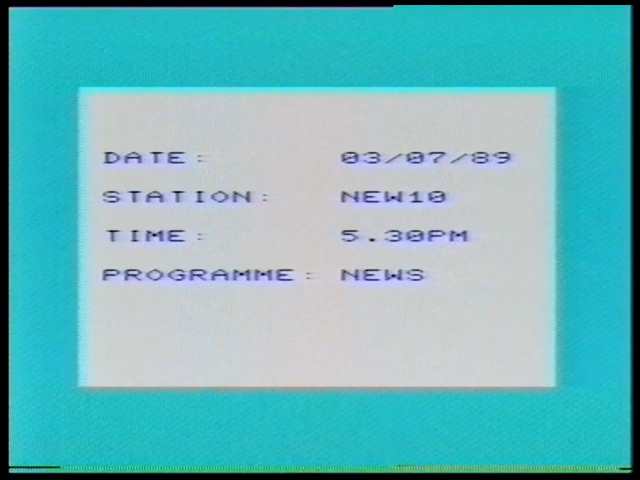 DATE: 03/07/89
STATION: NEW10
TIME: 5.30PM
PROGRAMME: NEWS